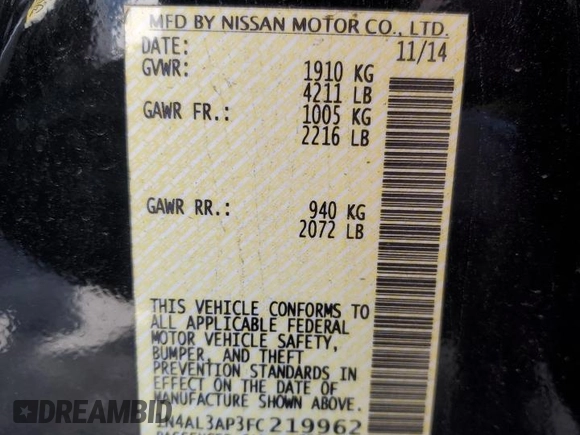 MFD BY NISSAN MOTOR CO., LTD.
DATE: 11/14
GVWR: 1910 KG
4211 LB
GAWR FR.: 1005 KG
2216 LB
GAWR RR.: 940 KG
2072 LB
THIS VEHICLE CONFORMS TO
ALL APPLICABLE FEDERAL
MOTOR VEHICLE SAFETY,
BUMPER, AND THEFT
PREVENTION STANDARDS IN
EFFECT ON THE DATE OF
MANUFACTURE SHOWN ABOVE.
1N4AL3AP3FC219962
DREAMBID